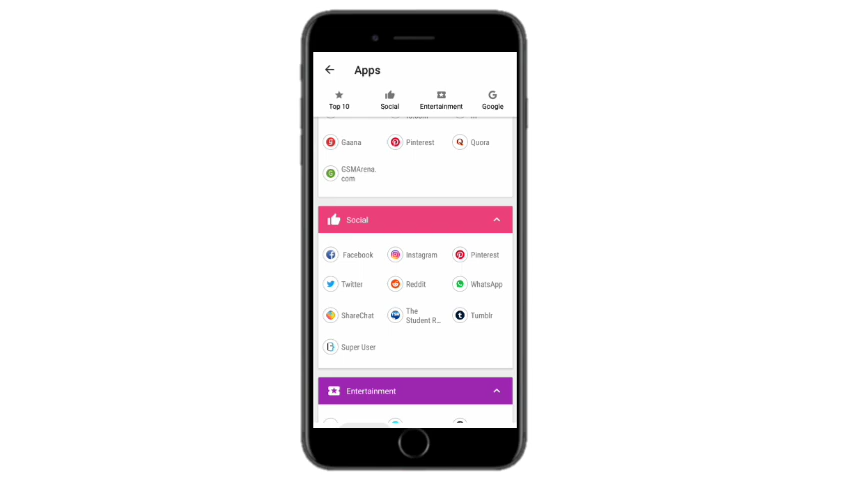 Apps
Top 10
Social
Entertainment
Google
Gaana
Pinterest
Quora
GSMArena.
com
Social
Facebook
Instagram
Pinterest
Twitter
Reddit
WhatsApp
ShareChat
The
Student R...
Tumblr
Super User
Entertainment